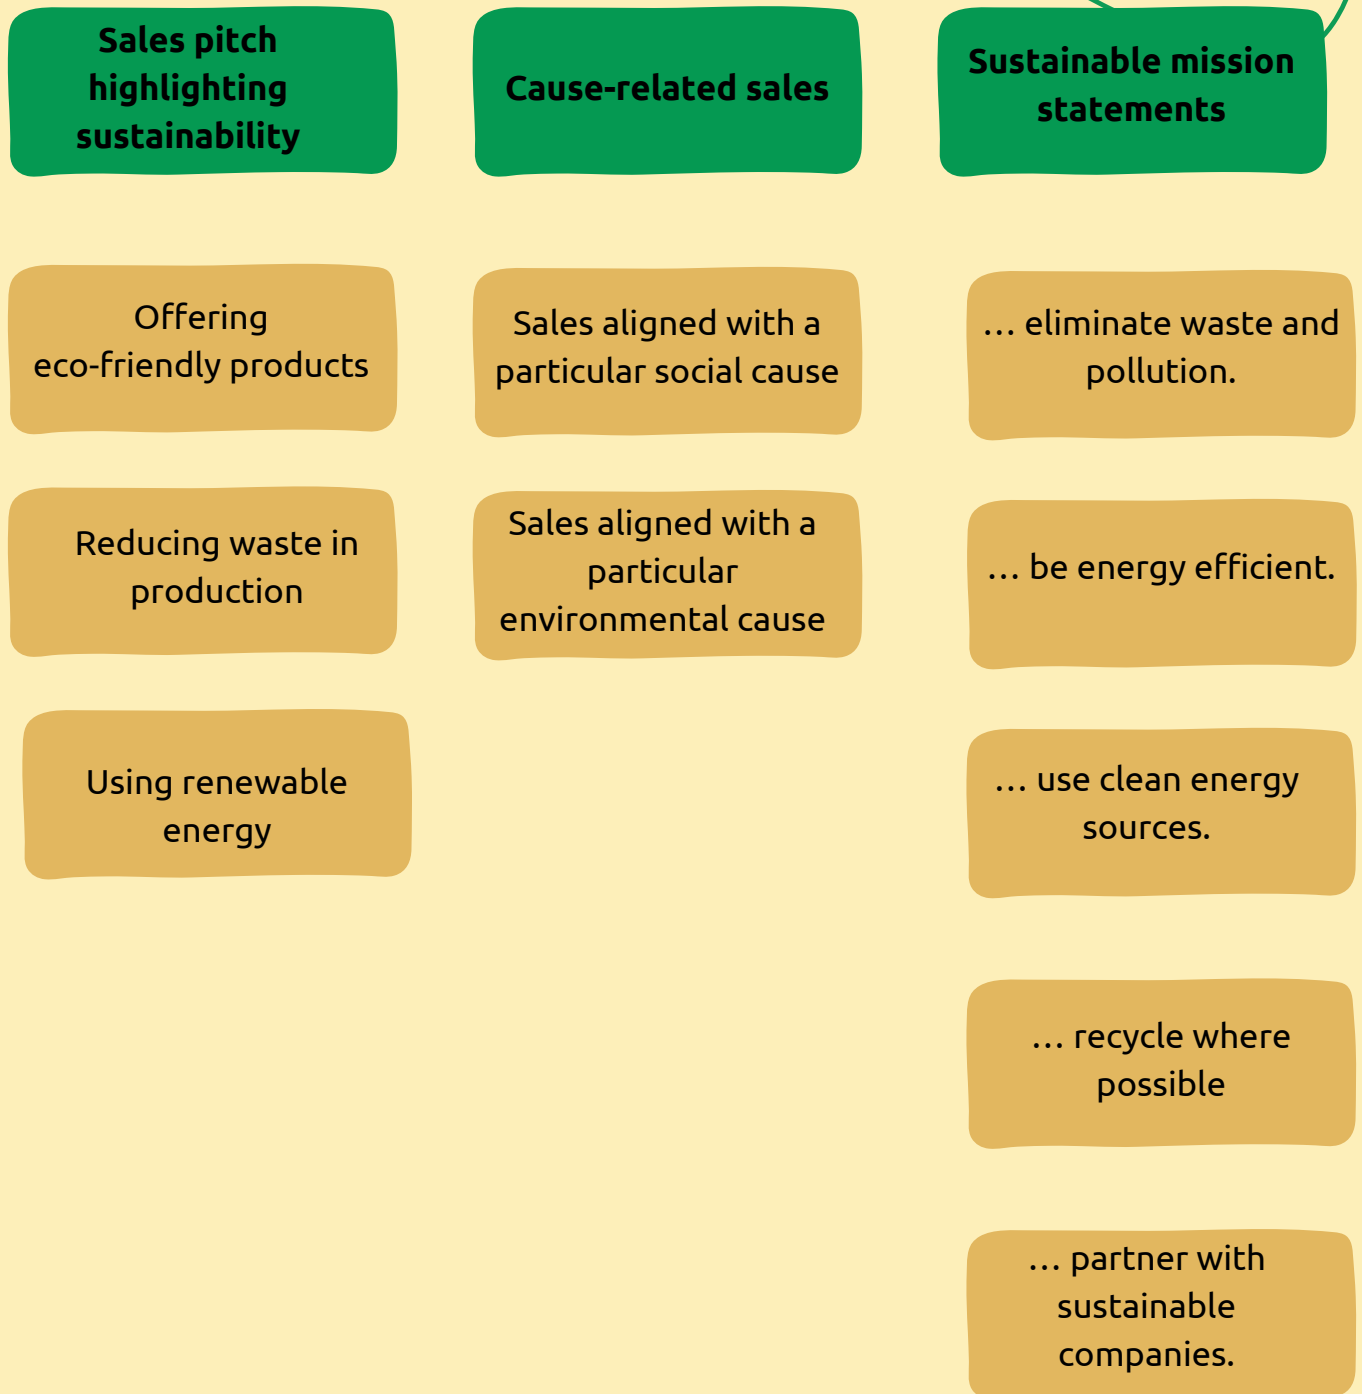 Sales pitch
highlighting
sustainability
Offering
eco-friendly products
Reducing waste in
production
Using renewable
energy
Cause-related sales
Sales aligned with a
particular social cause
Sales aligned with a
particular
environmental cause
Sustainable mission
statements
… eliminate waste and
pollution.
… be energy efficient.
… use clean energy
sources.
… recycle where
possible
… partner with
sustainable
companies.